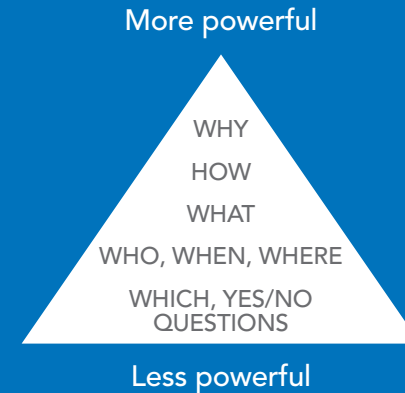 More powerful
WHY
HOW
WHAT
WHO, WHEN, WHERE
WHICH, YES/NO
QUESTIONS
Less powerful